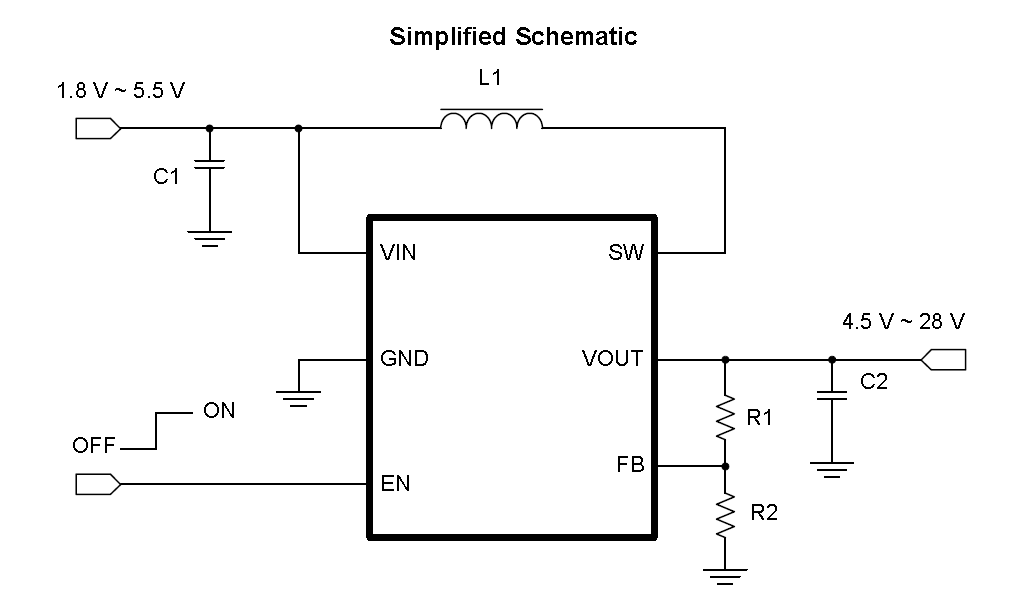 Simplified Schematic
L1
1.8 V ~ 5.5 V
C1
VIN
SW
4.5 V ~ 28 V
GND
VOUT
C2
ON
R1
OFF
FB
EN
R2